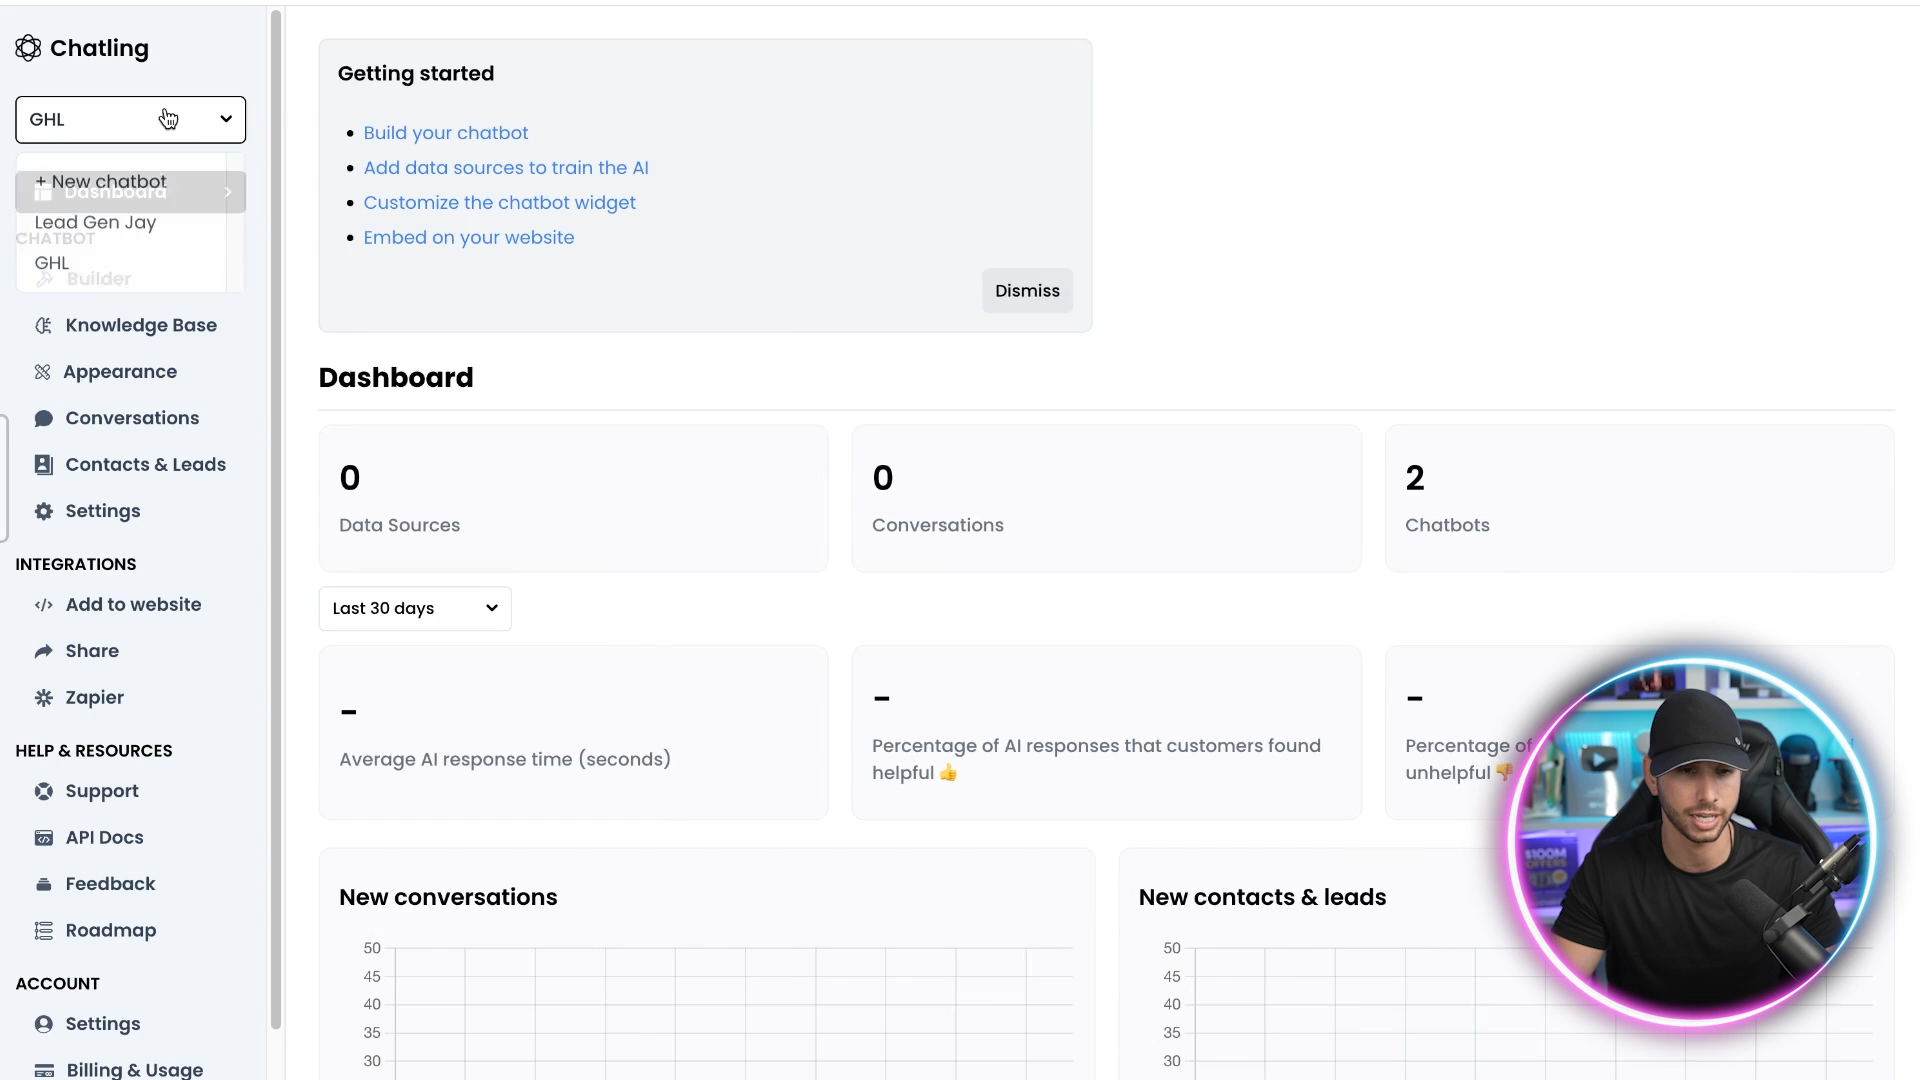 Chatling
GHL
+ New chatbot
Dashboard
Lead Gen Jay
CHATBOT
GHL
Builder
Knowledge Base
Appearance
Conversations
Contacts & Leads
Settings
INTEGRATIONS
Add to website
Share
Zapier
HELP & RESOURCES
Support
API Docs
Feedback
Roadmap
ACCOUNT
Settings
Billing & Usage
Getting started
Build your chatbot
Add data sources to train the AI
Customize the chatbot widget
Embed on your website
Dismiss
Dashboard
0
Data Sources
0
Conversations
2
Chatbots
Last 30 days
-
Average AI response time (seconds)
-
Percentage of AI responses that customers found
helpful 👍
-
Percentage of
unhelpful 👎
New conversations
50
45
40
35
30
New contacts & leads
50
45
40
35
30
$100M
OFFERS